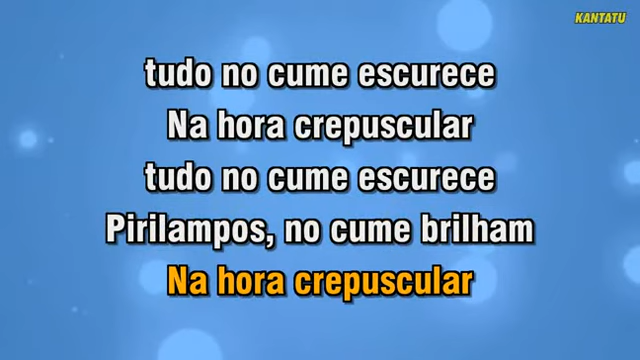 KANTATU
tudo no cume escurece
Na hora crepuscular
tudo no cume escurece
Pirilampos, no cume brilham
Na hora crepuscular